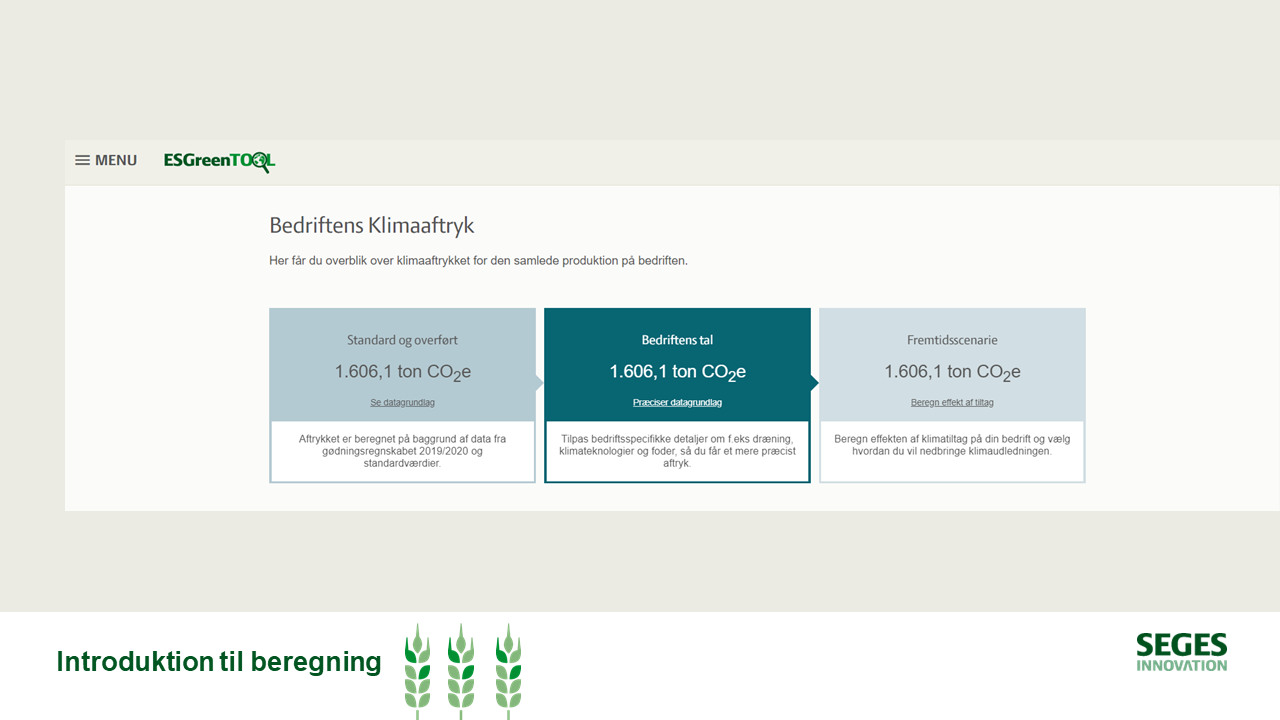 MENU
ESGreenTOOL
Bedriftens Klimaaftryk
Her får du overblik over klimaaftrykket for den samlede produktion på bedriften.
Standard og overført
1.606,1 ton CO2e
Se datagrundlag
Aftrykket er beregnet på baggrund af data fra
gødningsregnskabet 2019/2020 og
standardværdier.
Bedriftens tal
1.606,1 ton CO2e
Præciser datagrundlag
Tilpas bedriftsspecifikke detaljer om f.eks dræning,
klimateknologier og foder, så du får et mere præcist
aftryk.
Fremtidsscenarie
1.606,1 ton CO2e
Beregn effekt af tiltag
Beregn effekten af klimatiltag på din bedrift og vælg
hvordan du vil nedbringe klimaudledningen.
Introduktion til beregning
SEGES
INNOVATION